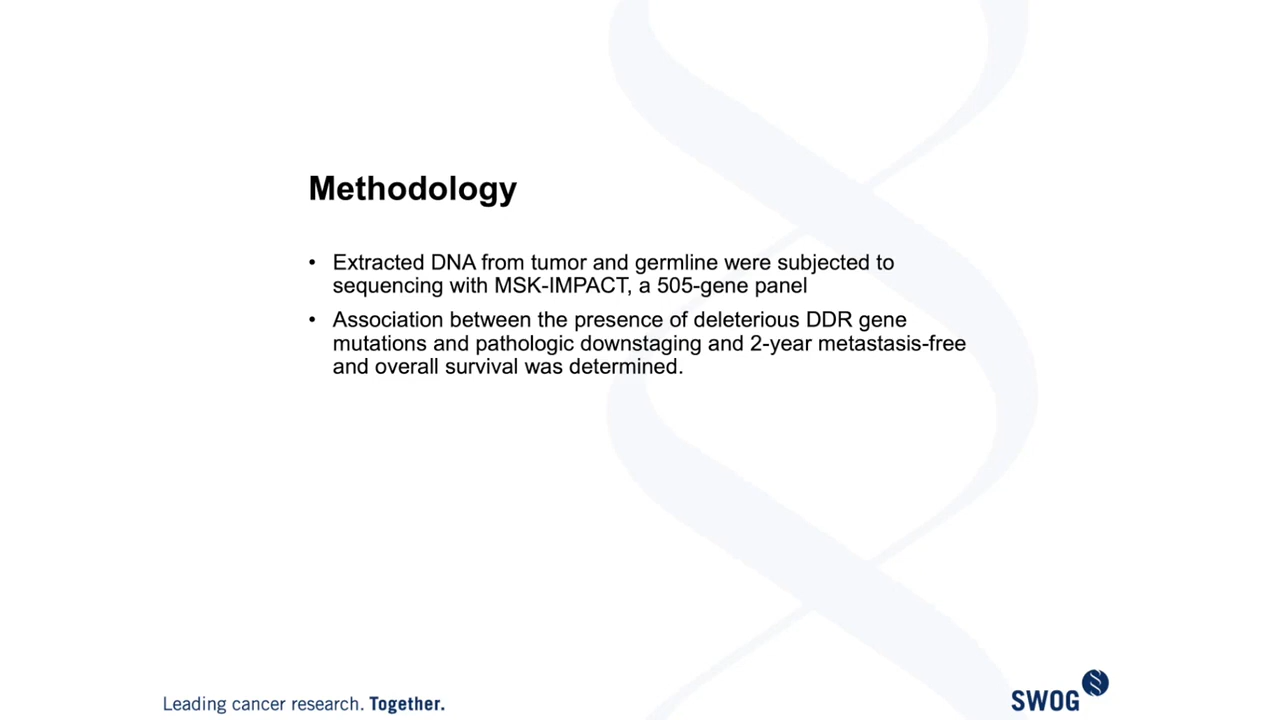 Methodology
• Extracted DNA from tumor and germline were subjected to
sequencing with MSK-IMPACT, a 505-gene panel
• Association between the presence of deleterious DDR gene
mutations and pathologic downstaging and 2-year metastasis-free
and overall survival was determined.
Leading cancer research. Together.
SWOG